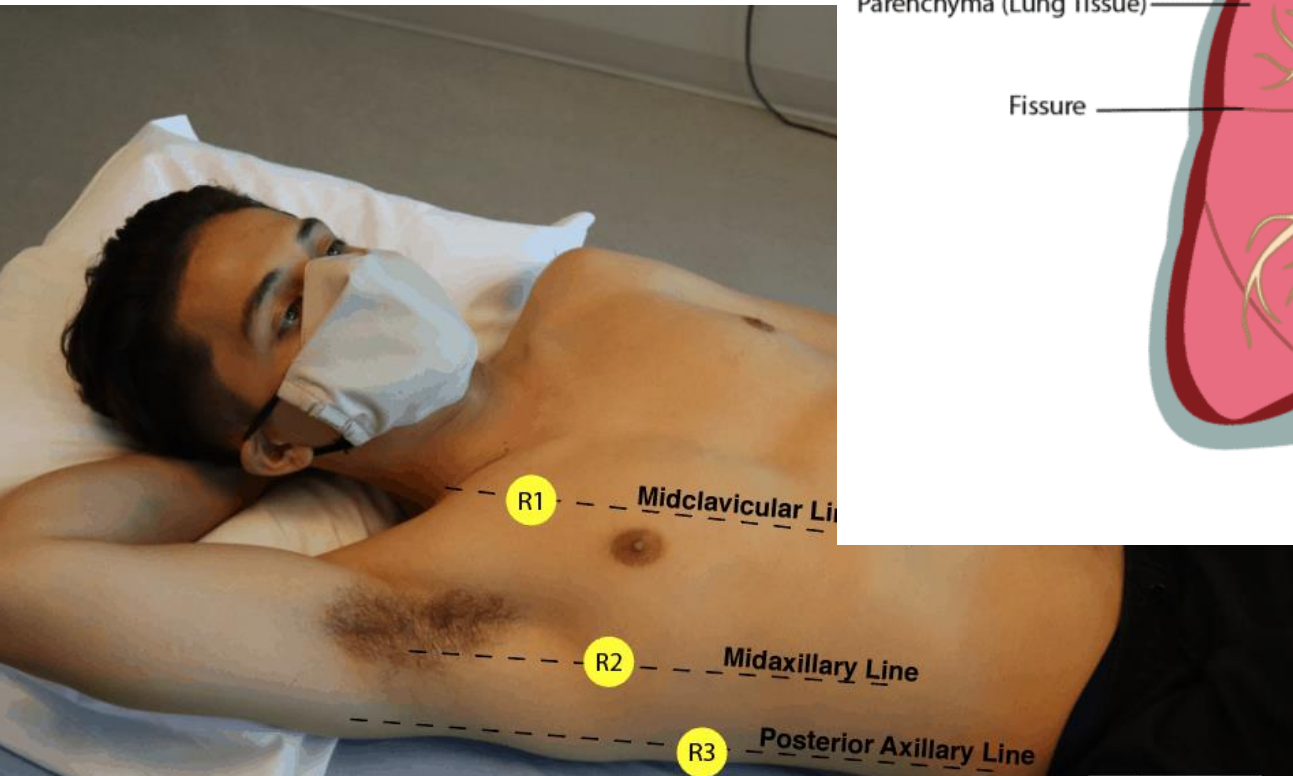 Parenchyma (Lung Tissue)
Fissure
R1
Midclavicular Li
R2
Midaxillary Line
R3
Posterior Axillary Line